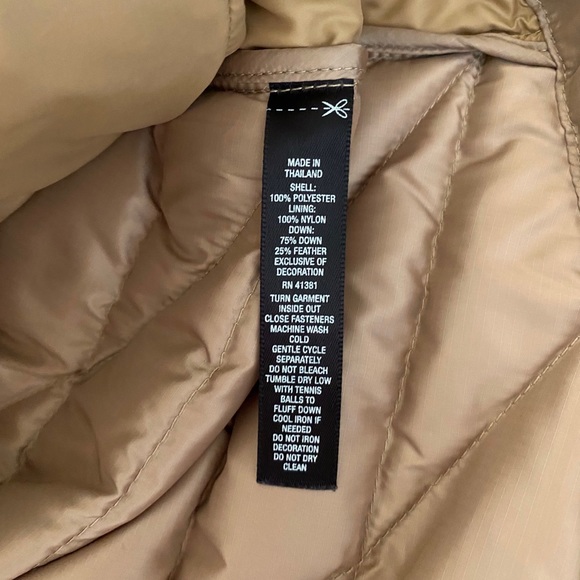 MADE IN
THAILAND
SHELL:
100% POLYESTER
LINING:
100% NYLON
DOWN:
75% DOWN
25% FEATHER
EXCLUSIVE OF
DECORATION
RN 41381
TURN GARMENT
INSIDE OUT
CLOSE FASTENERS
MACHINE WASH
COLD
GENTLE CYCLE
SEPARATELY
DO NOT BLEACH
TUMBLE DRY LOW
WITH TENNIS
BALLS TO
FLUFF DOWN
COOL IRON IF
NEEDED
DO NOT IRON
DECORATION
DO NOT DRY
CLEAN